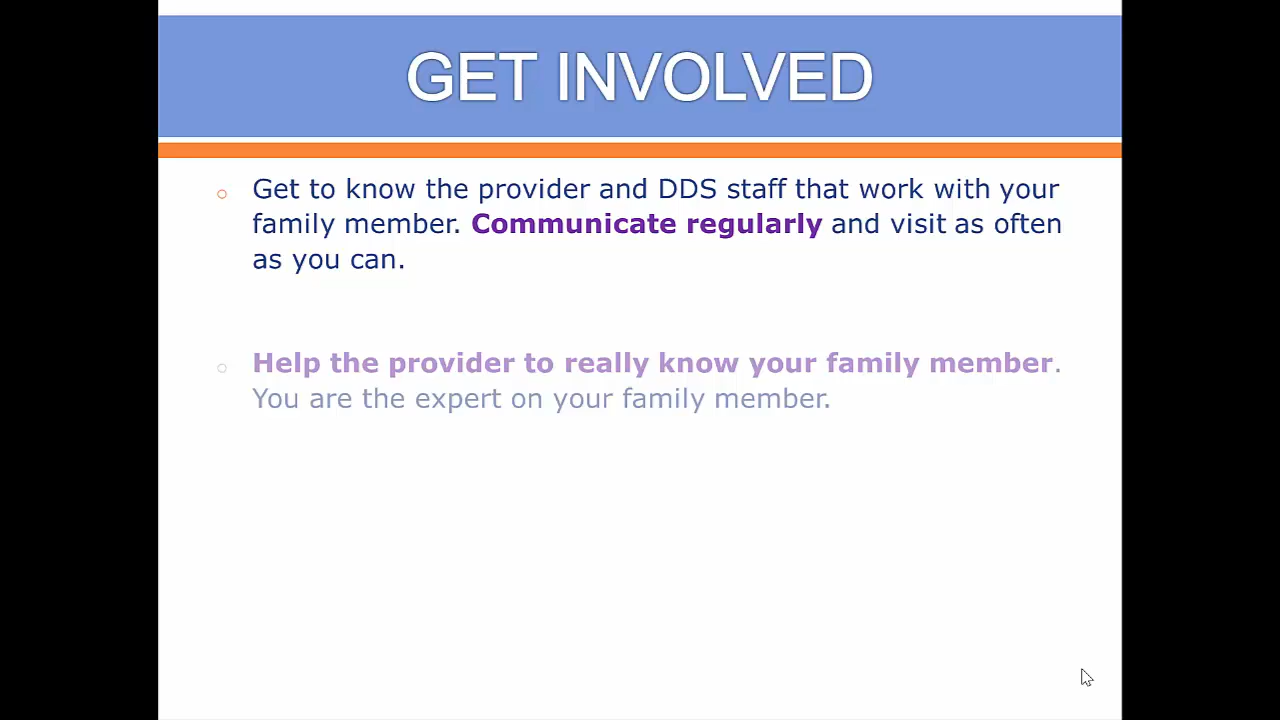 GET INVOLVED
Get to know the provider and DDS staff that work with your
family member. Communicate regularly and visit as often
as you can.
Help the provider to really know your family member.
You are the expert on your family member.